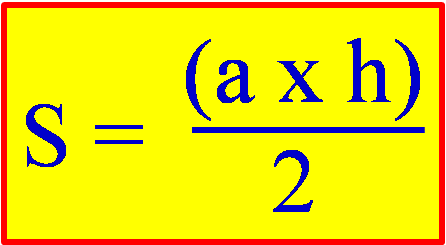 S = (a x h)
2